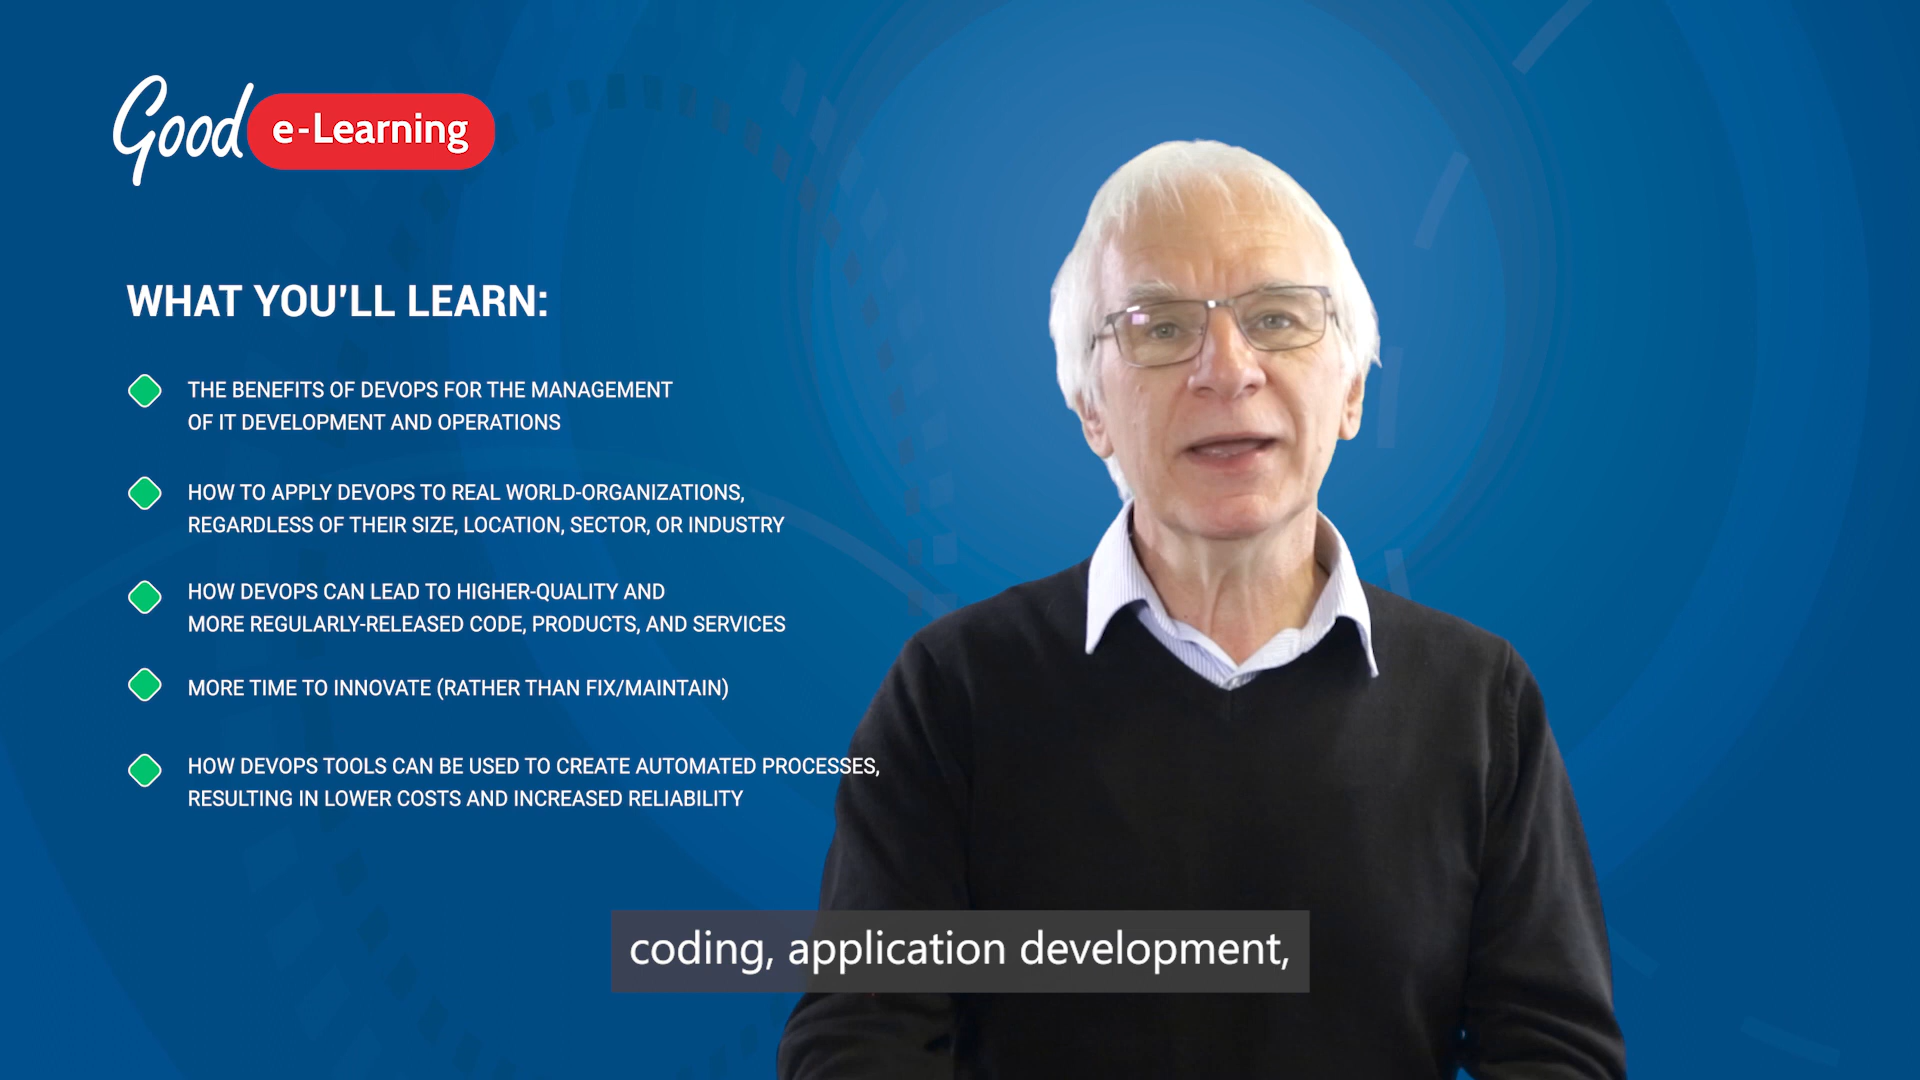 Good e-Learning
WHAT YOU'LL LEARN:
THE BENEFITS OF DEVOPS FOR THE MANAGEMENT
OF IT DEVELOPMENT AND OPERATIONS
HOW TO APPLY DEVOPS TO REAL WORLD-ORGANIZATIONS,
REGARDLESS OF THEIR SIZE, LOCATION, SECTOR, OR INDUSTRY
HOW DEVOPS CAN LEAD TO HIGHER-QUALITY AND
MORE REGULARLY-RELEASED CODE, PRODUCTS, AND SERVICES
MORE TIME TO INNOVATE (RATHER THAN FIX/MAINTAIN)
HOW DEVOPS TOOLS CAN BE USED TO CREATE AUTOMATED PROCESSES,
RESULTING IN LOWER COSTS AND INCREASED RELIABILITY
coding, application development,